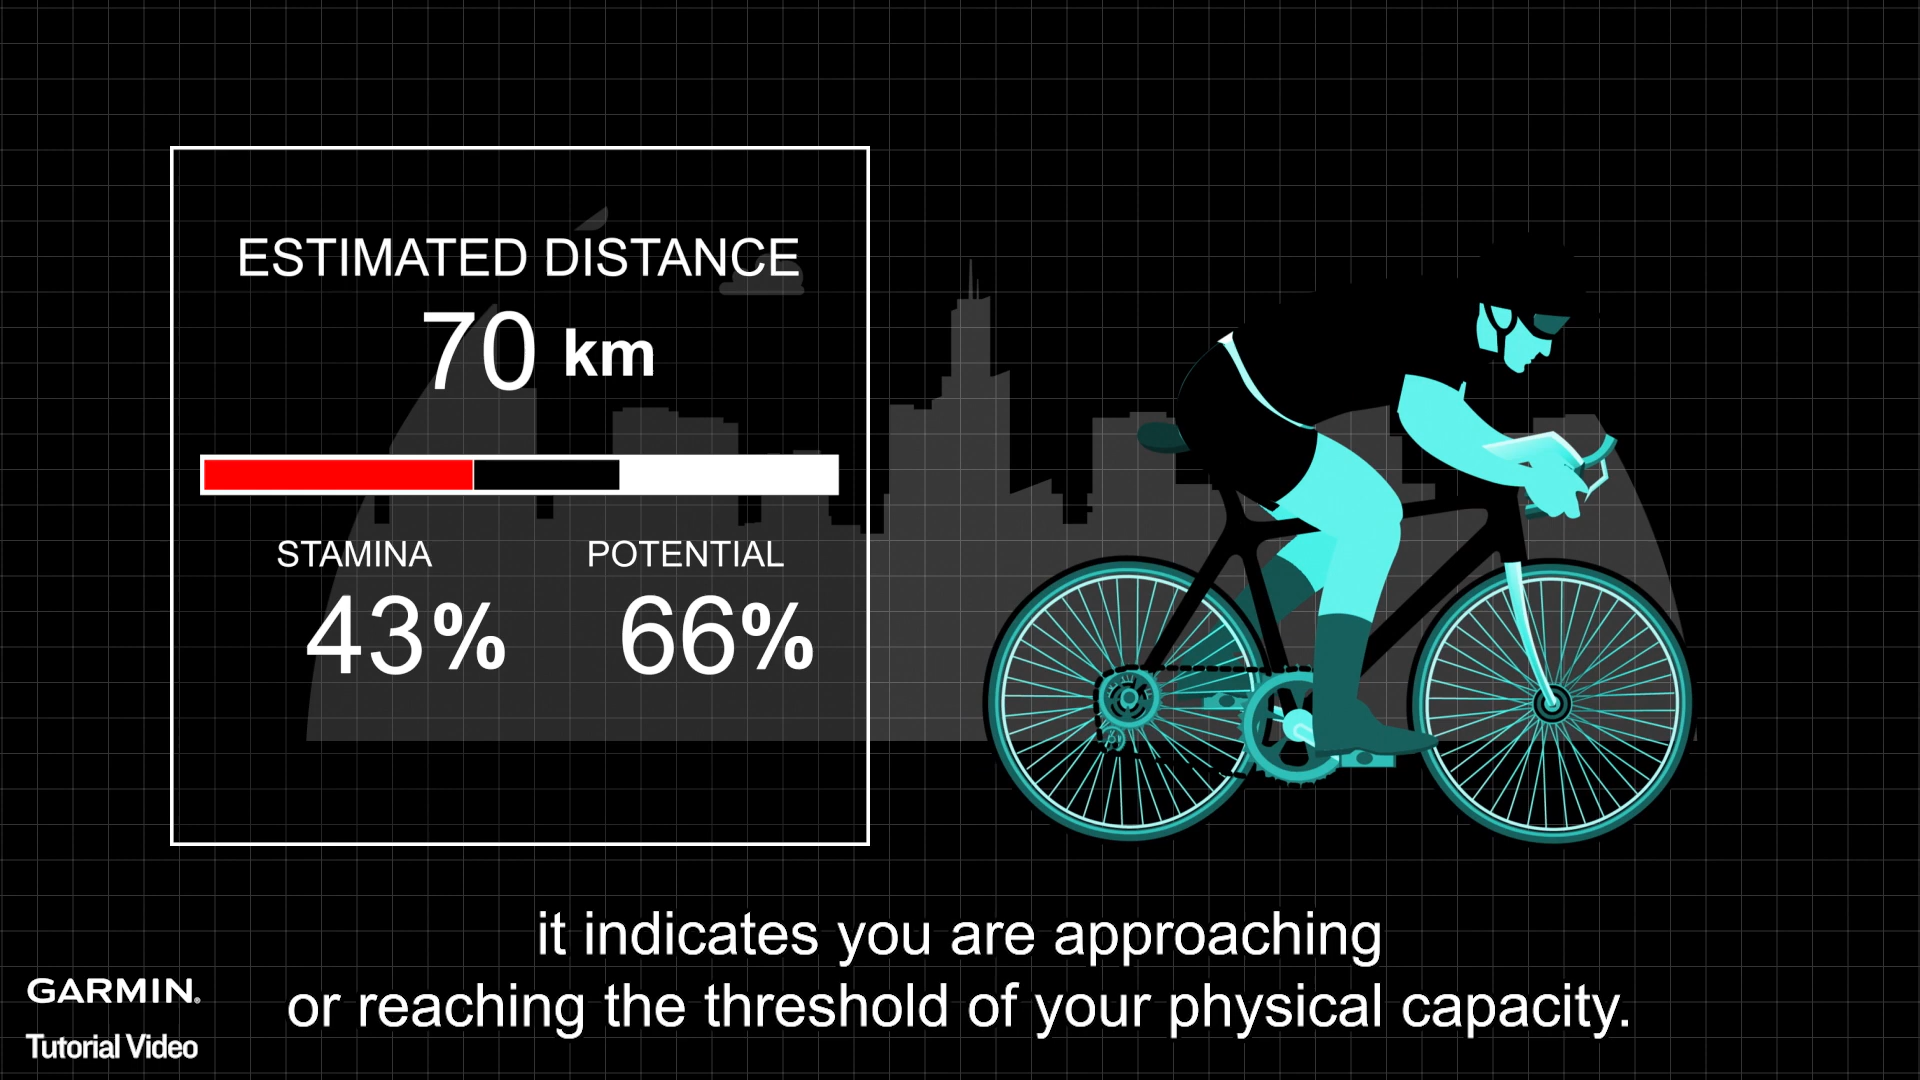 ESTIMATED DISTANCE
70 km
STAMINA POTENTIAL
43% 66%
it indicates you are approaching
or reaching the threshold of your physical capacity.
GARMIN.
Tutorial Video